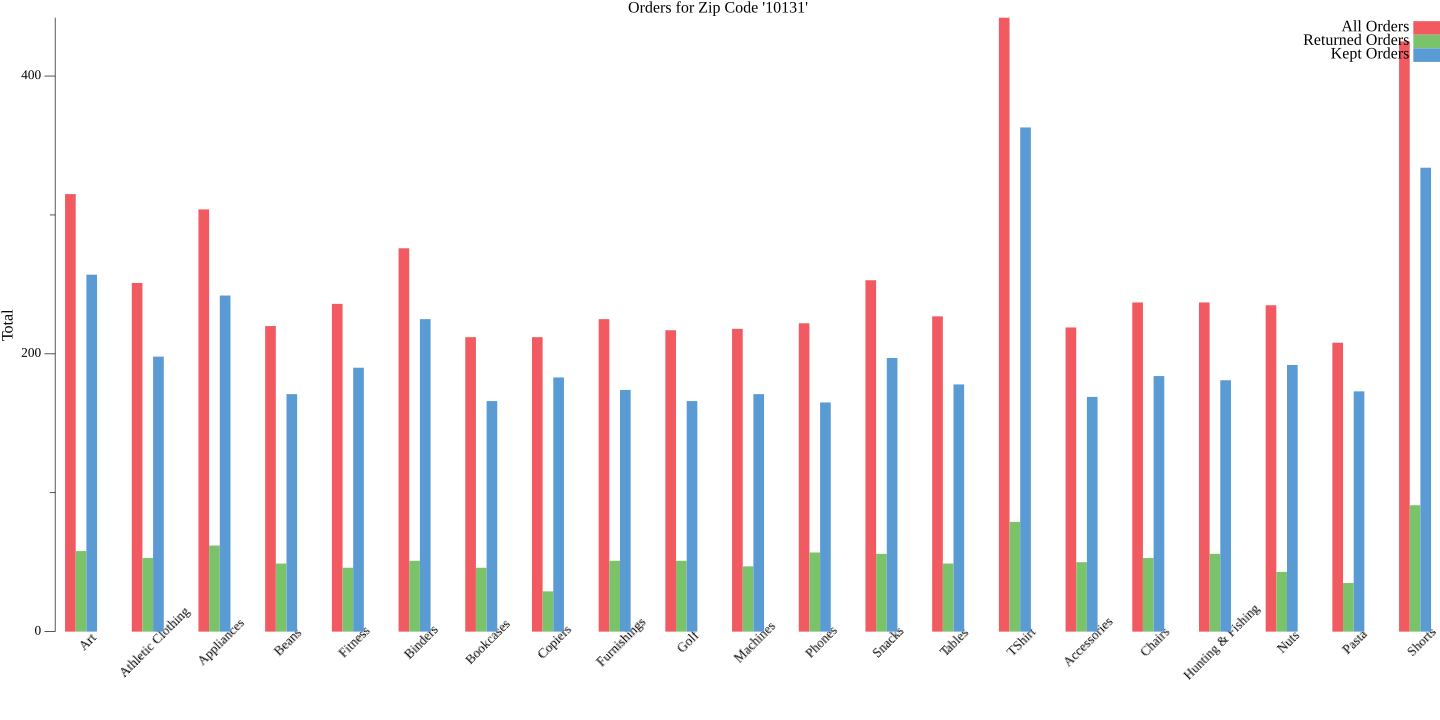 Orders for Zip Code '10131'
All Orders
Returned Orders
Kept Orders
400
200
0
Total
Art
Athletic Clothing
Appliances
Beans
Fitness
Binders
Bookcases
Copiers
Furnishings
Golf
Machines
Phones
Snacks
Tables
TShirt
Accessories
Chairs
Hunting & Fishing
Nuts
Pasta
Shorts